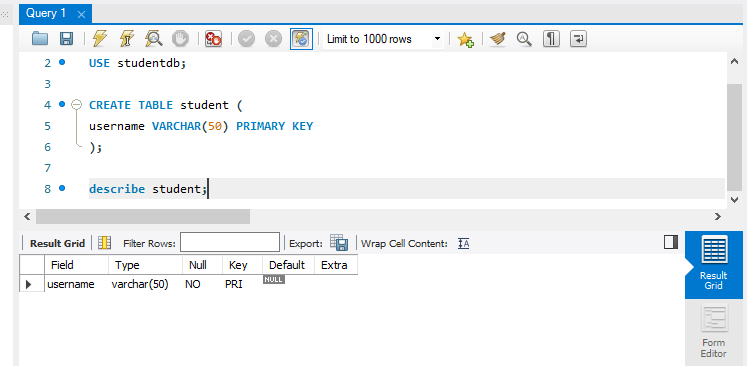 Query 1
Limit to 1000 rows
2 USE studentdb;
3
4 CREATE TABLE student (
5 username VARCHAR(50) PRIMARY KEY
6 );
7
8 describe student;
Result Grid Filter Rows: Export: Wrap Cell Content:
Field Type Null Key Default Extra
username varchar(50) NO PRI NULL
Result
Grid
Form
Editor